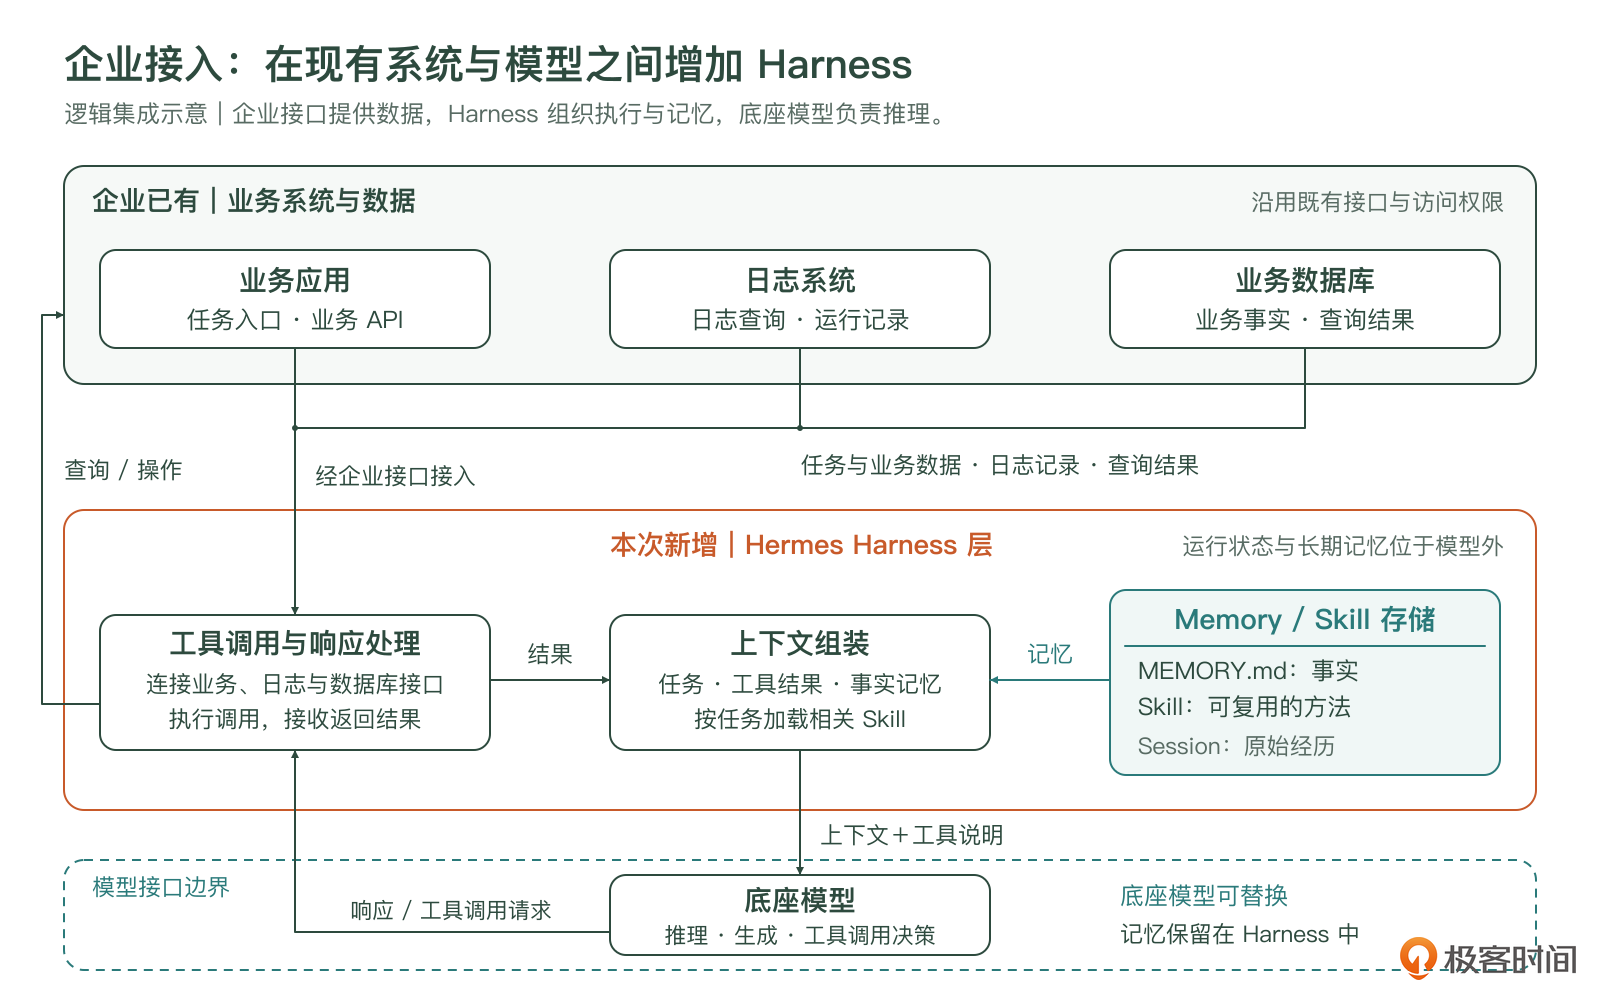 企业接入：在现有系统与模型之间增加 Harness
逻辑集成示意｜企业接口提供数据，Harness 组织执行与记忆，底座模型负责推理。
企业已有｜业务系统与数据
沿用既有接口与访问权限
业务应用
任务入口 · 业务 API
日志系统
日志查询 · 运行记录
业务数据库
业务事实 · 查询结果
查询 / 操作
经企业接口接入
任务与业务数据 · 日志记录 · 查询结果
本次新增｜Hermes Harness 层
运行状态与长期记忆位于模型外
工具调用与响应处理
连接业务、日志与数据库接口
执行调用，接收返回结果
结果
上下文组装
任务 · 工具结果 · 事实记忆
按任务加载相关 Skill
记忆
Memory / Skill 存储
MEMORY.md：事实
Skill：可复用的方法
Session：原始经历
上下文＋工具说明
模型接口边界
响应 / 工具调用请求
底座模型
推理 · 生成 · 工具调用决策
底座模型可替换
记忆保留在 Harness 中
极客时间